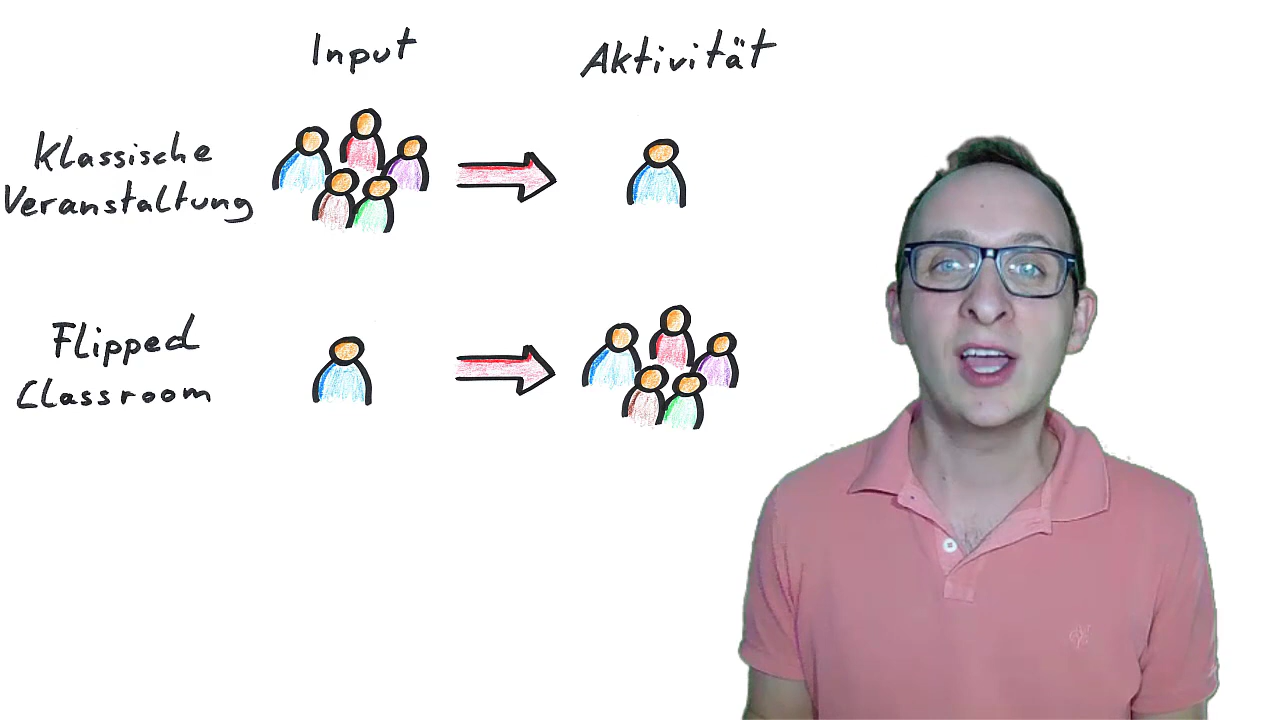 Input
Aktivität
Klassische
Veranstaltung
Flipped
Classroom